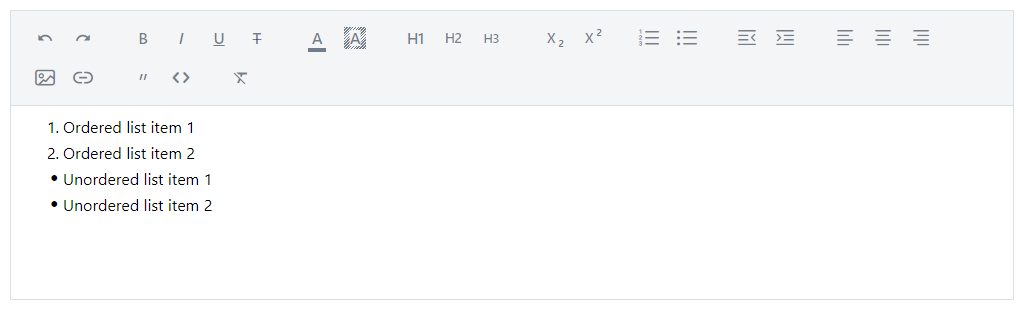 B I U T A A H1 H2 H3 X2 X2
" <> T
1. Ordered list item 1
2. Ordered list item 2
• Unordered list item 1
• Unordered list item 2